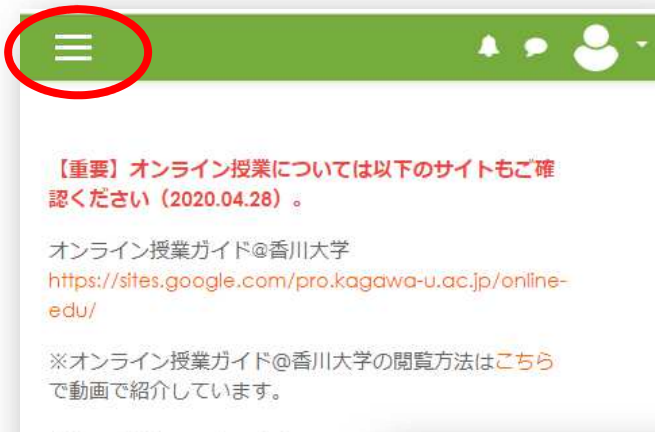 【重要】オンライン授業については以下のサイトもご確
認ください（2020.04.28）。
オンライン授業ガイド@香川大学
https://sites.google.com/pro.kagawa-u.ac.jp/online-
edu/
※オンライン授業ガイド@香川大学の閲覧方法はこちら
で動画で紹介しています。